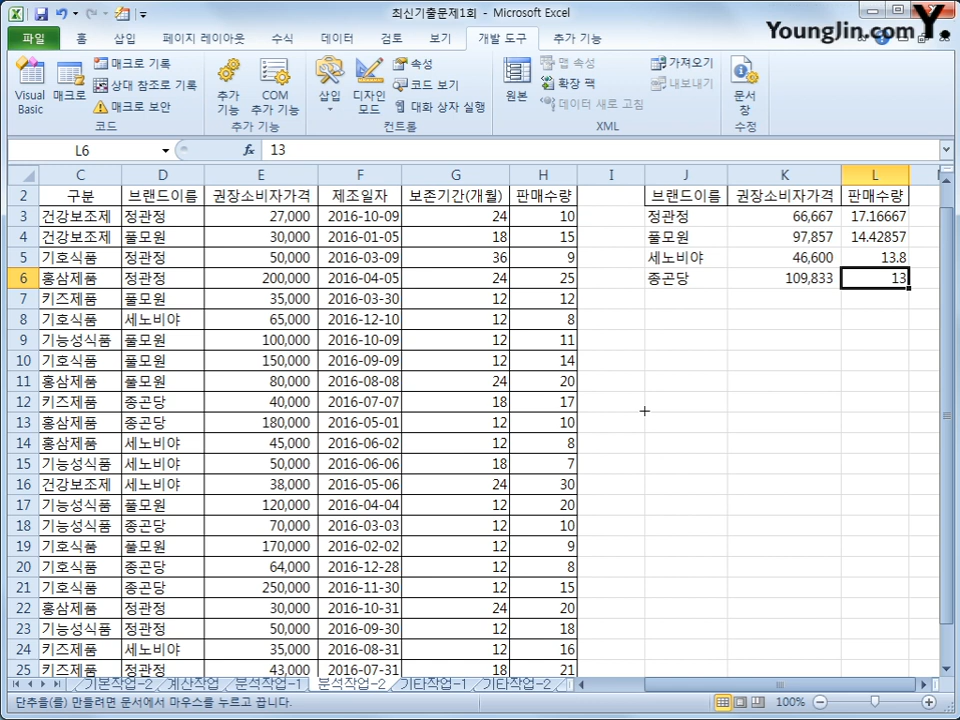 최신기출문제1회 - Microsoft Excel
Younglin.com Y.
파일 홈 삽입 페이지 레이아웃 수식 데이터 검토 보기 개발 도구 추가 기능
Visual Basic
매크로
매크로 기록
상대 참조로 기록
매크로 보안
코드
추가 기능
COM 추가 기능
추가 기능
삽입
디자인 모드
속성
코드 보기
대화 상자 실행
컨트롤
원본
맵 속성
확장 팩
데이터 새로 고침
가져오기
내보내기
XML
문서 창
수정
L6 fx 13
C D E F G H I J K L
2 구분 브랜드이름 권장소비자가격 제조일자 보존기간(개월) 판매수량 브랜드이름 권장소비자가격 판매수량
3 건강보조제 정관정 27,000 2016-10-09 24 10 정관정 66,667 17.16667
4 건강보조제 풀모원 30,000 2016-01-05 18 15 풀모원 97,857 14.42857
5 기호식품 정관정 50,000 2016-03-09 36 9 세노비야 46,600 13.8
6 홍삼제품 정관정 200,000 2016-04-05 24 25 종곤당 109,833 13
7 키즈제품 풀모원 35,000 2016-03-30 12 12
8 기호식품 세노비야 65,000 2016-12-10 12 8
9 기능성식품 풀모원 100,000 2016-10-09 12 11
10 기호식품 풀모원 150,000 2016-09-09 12 14
11 홍삼제품 풀모원 80,000 2016-08-08 24 20
12 키즈제품 종곤당 40,000 2016-07-07 18 17
13 홍삼제품 종곤당 180,000 2016-05-01 12 10
14 홍삼제품 세노비야 45,000 2016-06-02 12 8
15 기능성식품 세노비야 50,000 2016-06-06 18 7
16 건강보조제 세노비야 38,000 2016-05-06 24 30
17 기능성식품 풀모원 120,000 2016-04-04 12 20
18 기능성식품 종곤당 70,000 2016-03-03 12 10
19 기호식품 풀모원 170,000 2016-02-02 12 9
20 기호식품 종곤당 64,000 2016-12-28 12 8
21 기호식품 종곤당 250,000 2016-11-30 12 15
22 홍삼제품 정관정 30,000 2016-10-31 24 20
23 기능성식품 정관정 50,000 2016-09-30 12 18
24 키즈제품 세노비야 35,000 2016-08-31 12 16
25 키즈제품 정관정 43,000 2016-07-31 18 21
기본작업-2 계산작업 분석작업-1 분석작업-2 기타작업-1 기타작업-2
단추을(를) 만들려면 문서에서 마우스를 누르고 끕니다. 100%